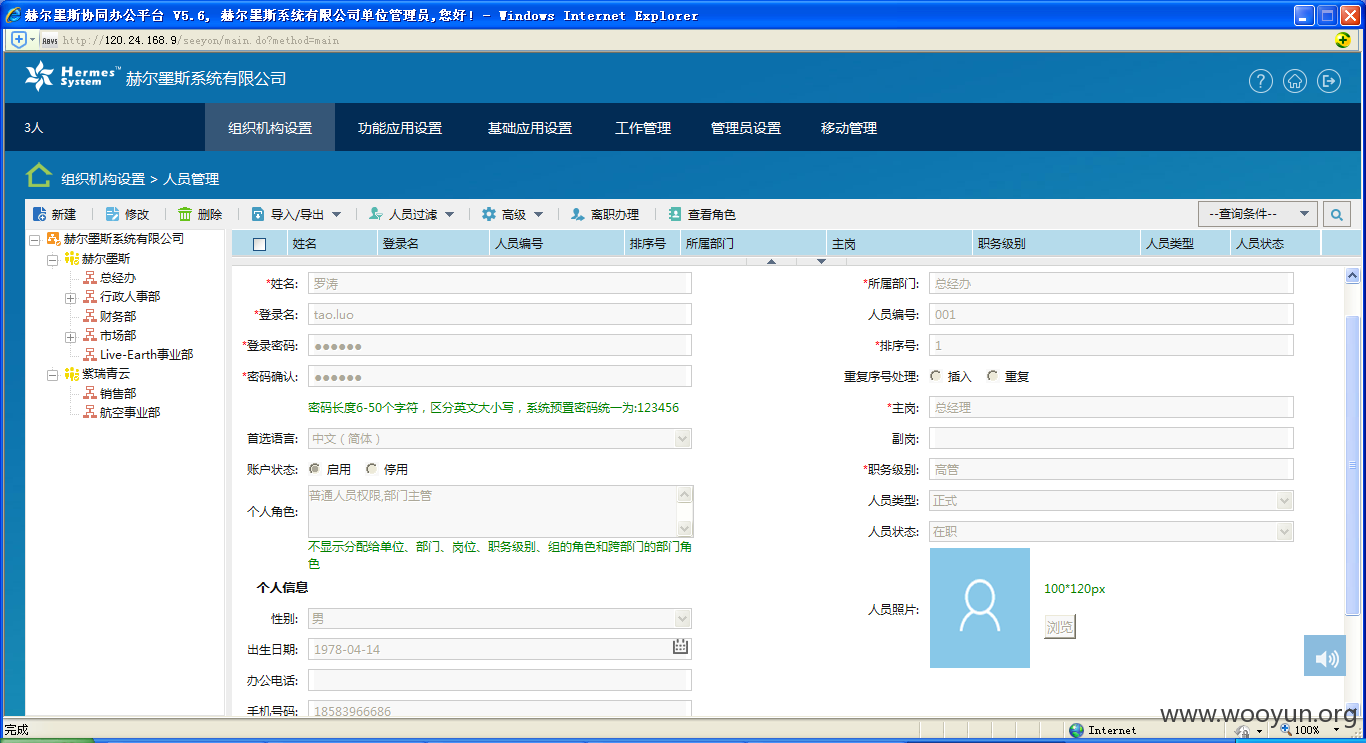 赫尔墨斯协同办公平台 V5.6, 赫尔墨斯系统有限公司单位管理员,您好! - Windows Internet Explorer
http://120.24.168.9/seeyon/main.do?method=main
Hermes System™ 赫尔墨斯系统有限公司
3人 组织机构设置 功能应用设置 基础应用设置 工作管理 管理员设置 移动管理
组织机构设置 > 人员管理
新建 修改 删除 导入/导出 人员过滤 高级 离职办理 查看角色 --查询条件--
赫尔墨斯系统有限公司
赫尔墨斯
总经办
行政人事部
财务部
市场部
Live-Earth事业部
紫瑞青云
销售部
航空事业部
姓名 登录名 人员编号 排序号 所属部门 主岗 职务级别 人员类型 人员状态
*姓名: 罗涛 *所属部门: 总经办
*登录名: tao.luo 人员编号: 001
*登录密码: ●●●●●● *排序号: 1
*密码确认: ●●●●●● 重复序号处理: 插入 重复
密码长度6-50个字符，区分英文大小写，系统预置密码统一为:123456 *主岗: 总经理
首选语言: 中文（简体） 副岗:
账户状态: 启用 停用 *职务级别: 高管
个人角色: 普通人员权限,部门主管 人员类型: 正式
人员状态: 在职
不显示分配给单位、部门、岗位、职务级别、组的角色和跨部门的部门角
色
个人信息 人员照片: 100*120px
浏览
性别: 男
出生日期: 1978-04-14
办公电话:
手机号码: 18583966686
www.wooyun.org
完成 Internet 100%